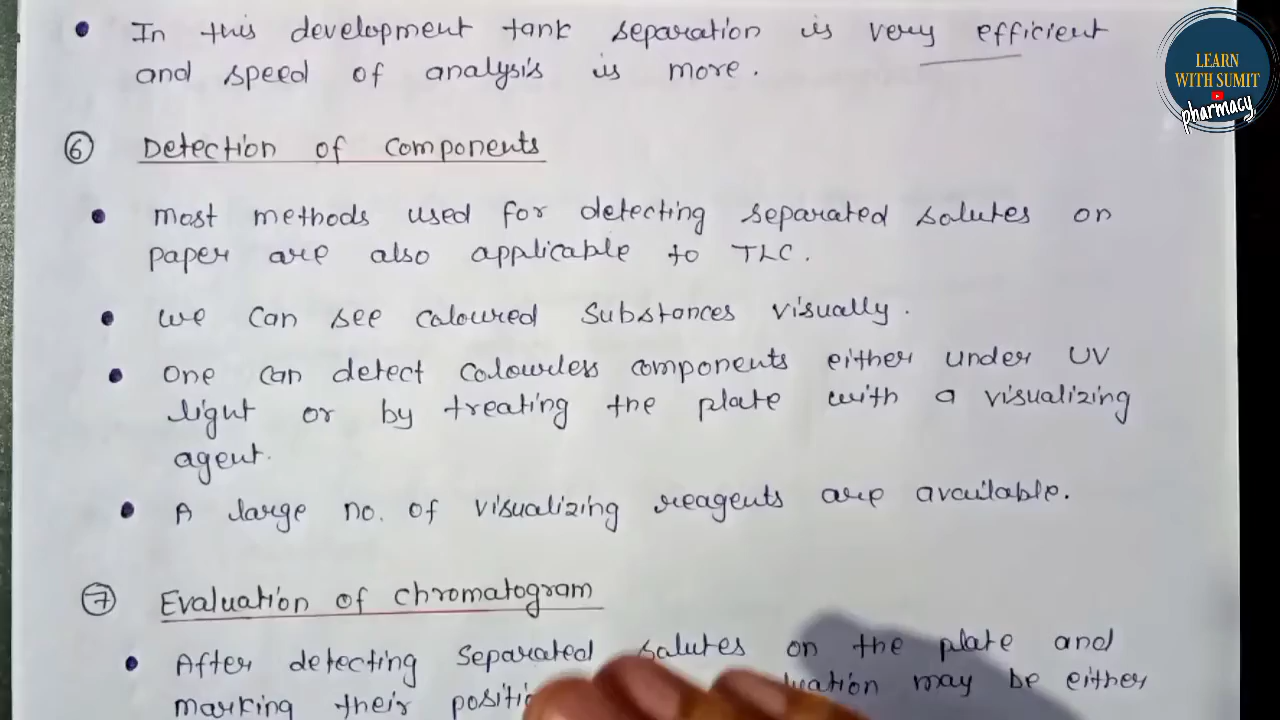 • In this development tank separation is very efficient
and speed of analysis is more.
LEARN
WITH SUMIT
pharmacy
⑥ Detection of components
• most methods used for detecting separated solutes on
paper are also applicable to TLC.
• we can see coloured substances visually.
• One can detect colourless components either under UV
light or by treating the plate with a visualizing
agent.
• A large no. of visualizing reagents are available.
⑦ Evaluation of chromatogram
• After detecting separated solutes on the plate and
marking their may be either